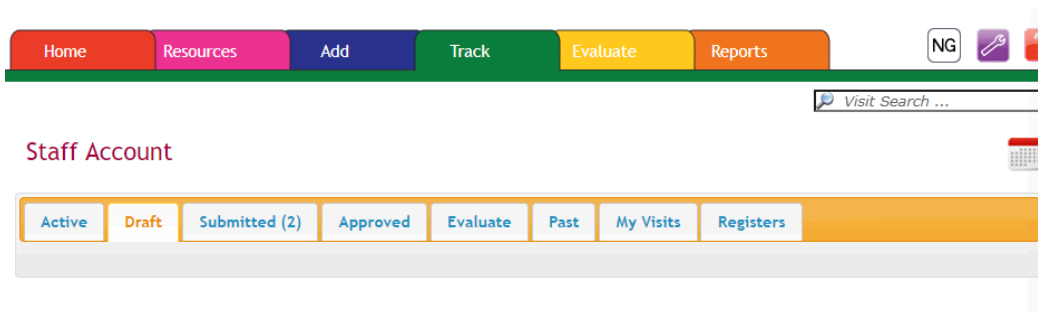 Home Resources Add Track Evaluate Reports NG
Visit Search ...
Staff Account
Active Draft Submitted (2) Approved Evaluate Past My Visits Registers